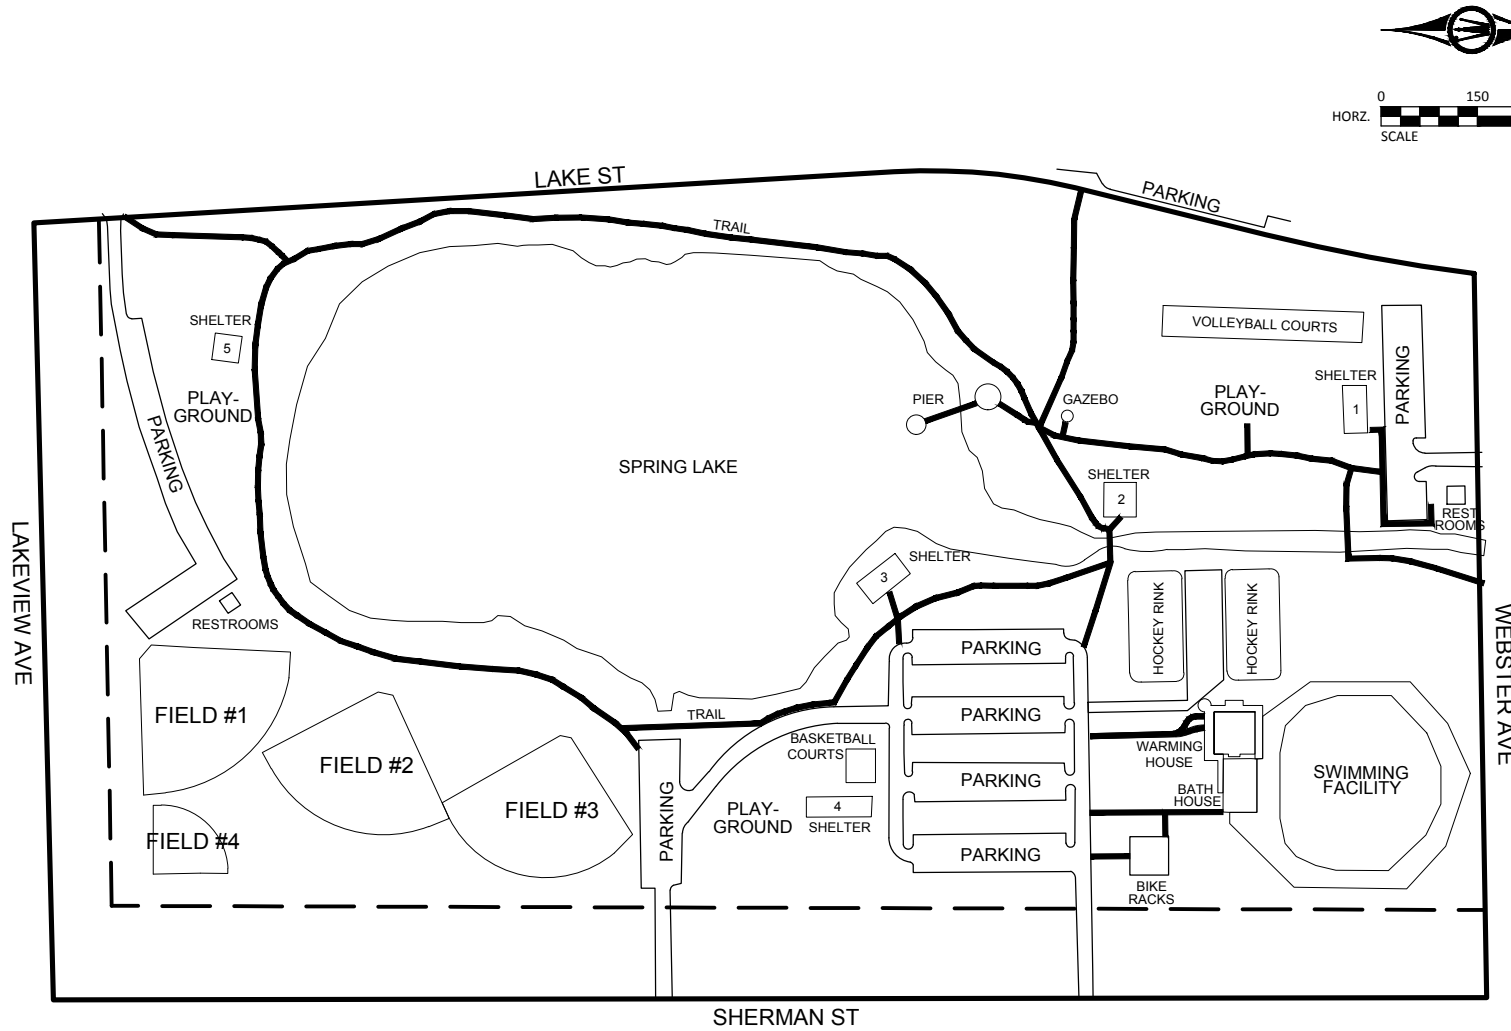 0 150
HORZ.
SCALE
LAKE ST
PARKING
TRAIL
SHELTER
5
VOLLEYBALL COURTS
PARKING
SHELTER
1
PLAY-
GROUND
PLAY-
GROUND
PIER
GAZEBO
PARKING
SPRING LAKE
SHELTER
2
REST
ROOMS
LAKEVIEW AVE
SHELTER
3
HOCKEY RINK
HOCKEY RINK
WEBSTER AVE
RESTROOMS
PARKING
FIELD #1
TRAIL
PARKING
BASKETBALL
COURTS
WARMING
HOUSE
FIELD #2
PARKING
SWIMMING
FACILITY
BATH
HOUSE
FIELD #3
PARKING
PLAY-
GROUND
4
SHELTER
FIELD #4
PARKING
BIKE
RACKS
SHERMAN ST